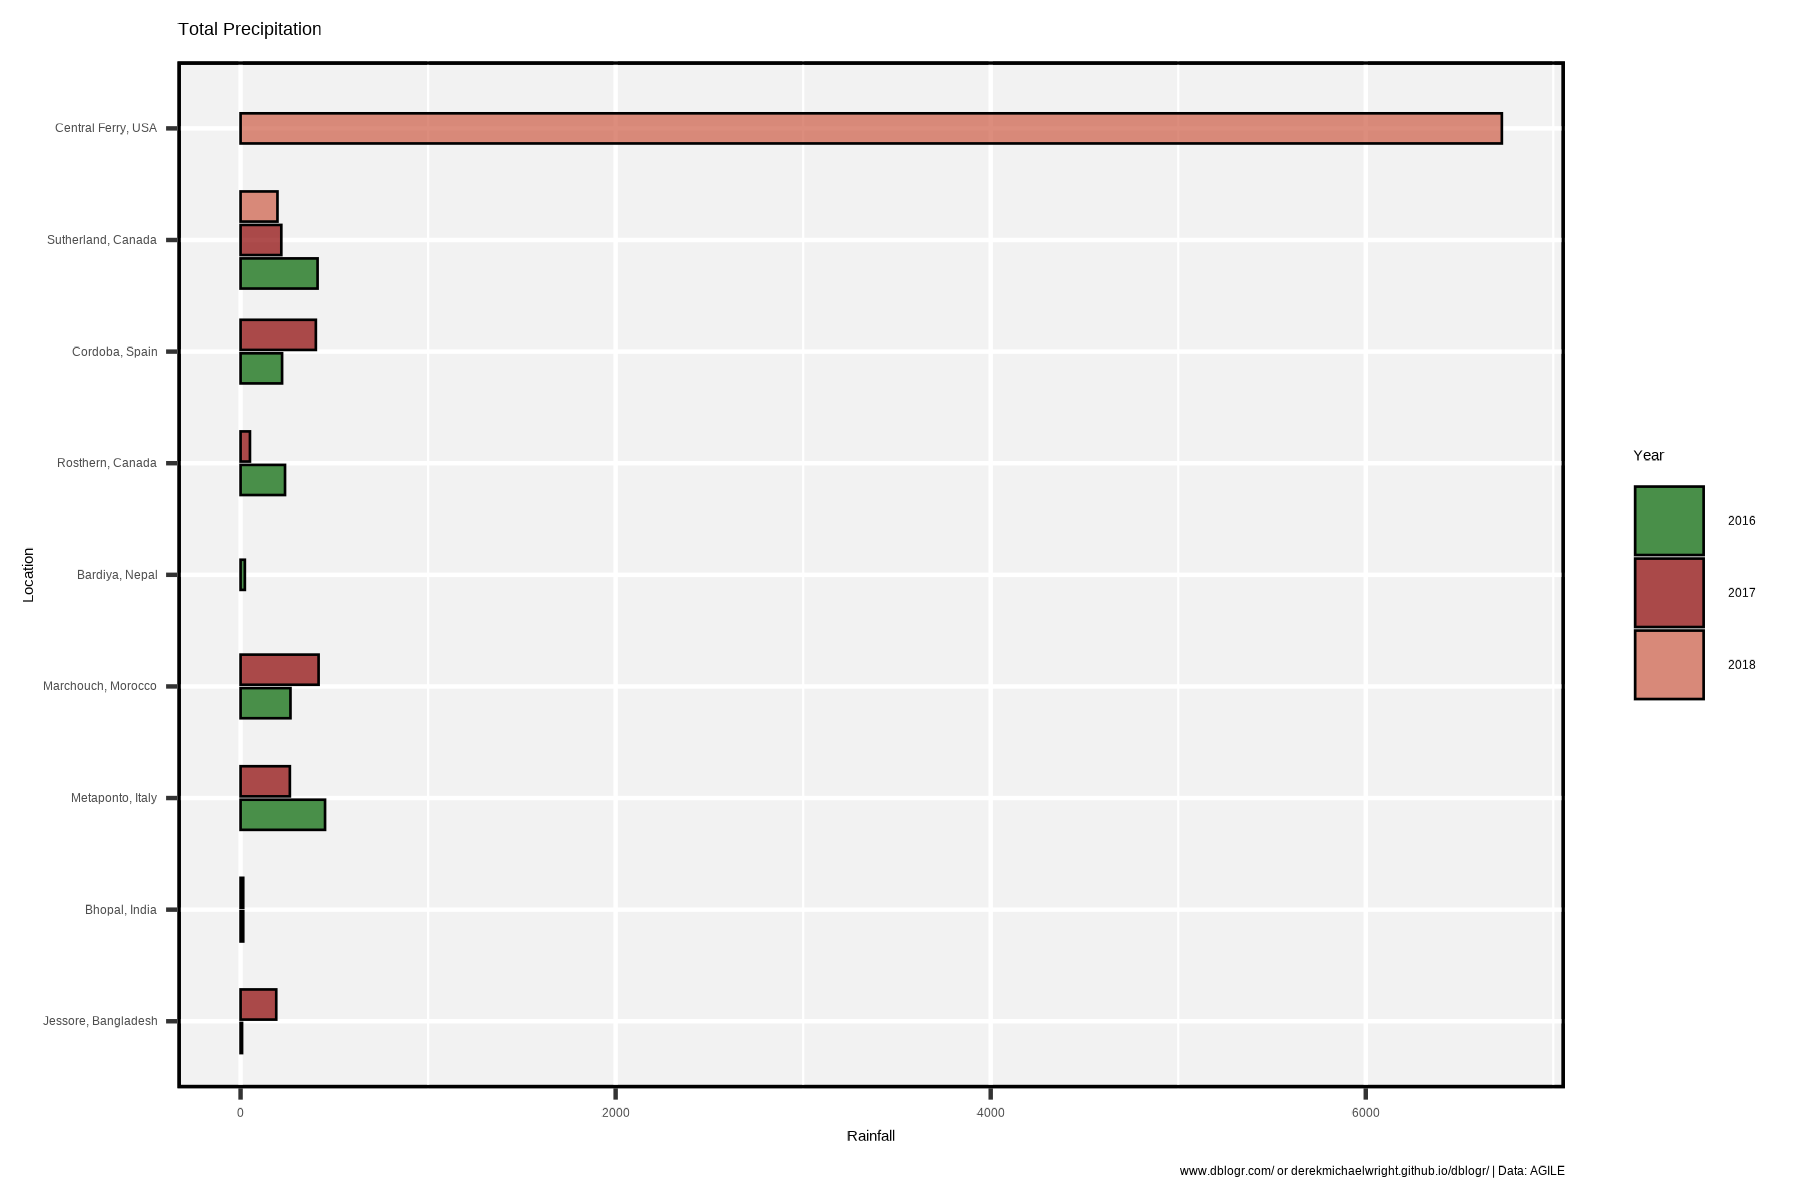 Total Precipitation
Central Ferry, USA
Sutherland, Canada
Cordoba, Spain
Rosthern, Canada
Bardiya, Nepal
Marchouch, Morocco
Metaponto, Italy
Bhopal, India
Jessore, Bangladesh
Location
0
2000
4000
6000
Rainfall
Year
2016
2017
2018
www.dblogr.com/ or derekmichaelwright.github.io/dblogr/ | Data: AGILE